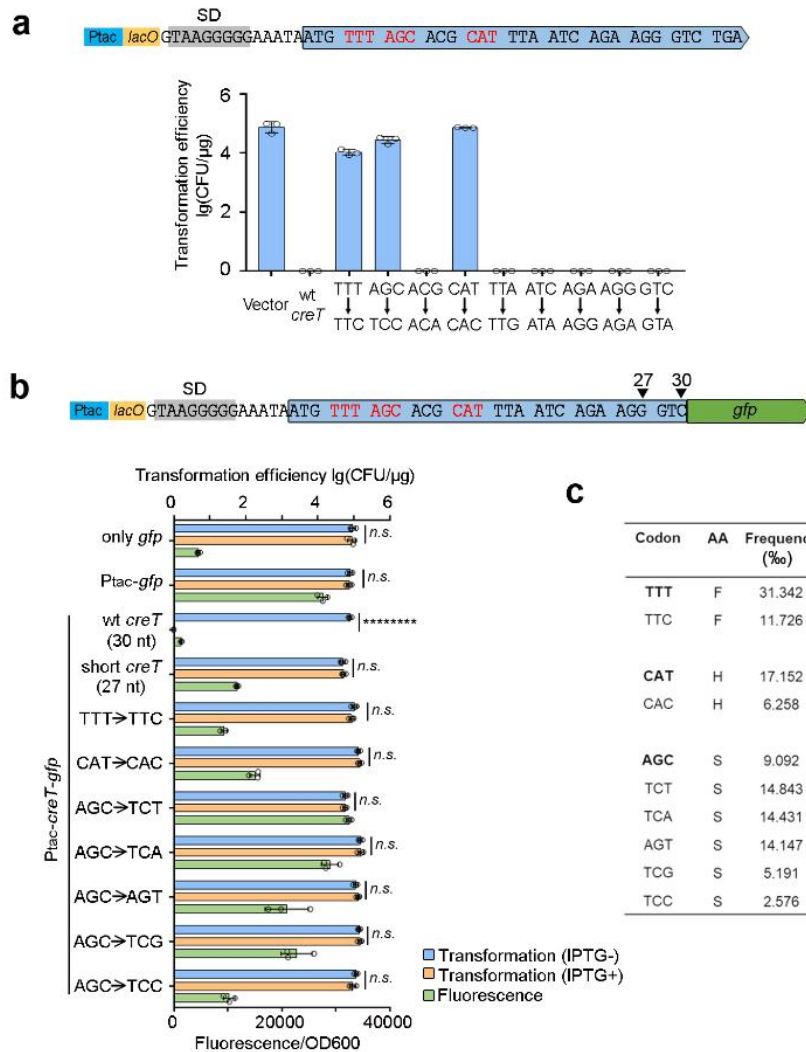 a
SD
Ptac lacO GTAAGGGGGAAATAATG TTT AGC ACG CAT TTA ATC AGA AGG GTC TGA
Transformation efficiency
lg(CFU/µg)
6
4
2
0
Vector
wt
creT
TTT AGC ACG CAT TTA ATC AGA AGG GTC
TTC TCC ACA CAC TTG ATA AGG AGA GTA
b
27 30
SD
Ptac lacO GTAAGGGGGAAATAATG TTT AGC ACG CAT TTA ATC AGA AGG GTC gfp
Transformation efficiency lg(CFU/µg)
0 2 4 6
only gfp
n.s.
Ptac-gfp
n.s.
wt creT
(30 nt)
********
short creT
(27 nt)
n.s.
TTT→TTC
n.s.
CAT→CAC
n.s.
AGC→TCT
n.s.
AGC→TCA
n.s.
AGC→AGT
n.s.
AGC→TCG
n.s.
AGC→TCC
n.s.
Ptac-creT-gfp
0 20000 40000
Fluorescence/OD600
Transformation (IPTG-)
Transformation (IPTG+)
Fluorescence
c
Codon AA
(‰)
TTT F 31.342
TTC F 11.726
CAT H 17.152
CAC H 6.258
AGC S 9.092
TCT S 14.843
TCA S 14.431
AGT S 14.147
TCG S 5.191
TCC S 2.576